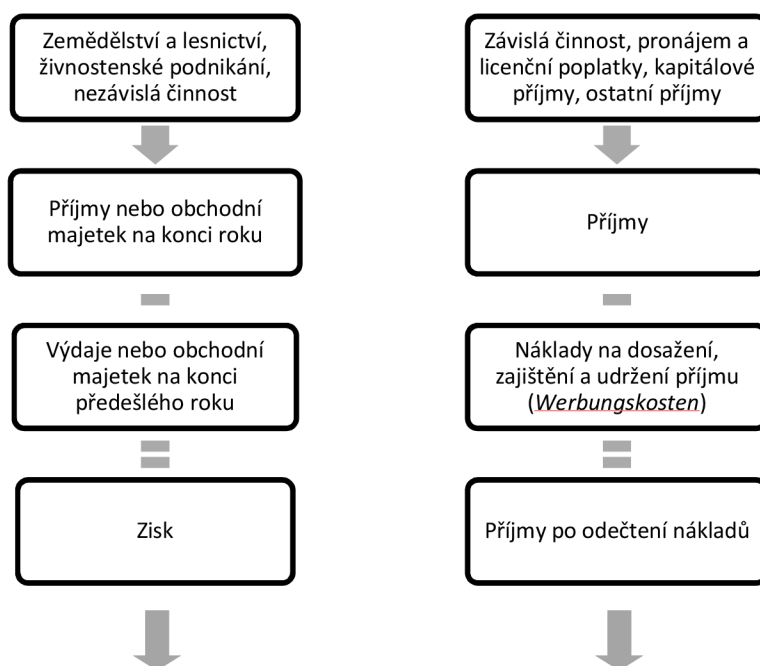 Zemědělství a lesnictví,
živnostenské podnikání,
nezávislá činnost
Závislá činnost, pronájem a
licenční poplatky, kapitálové
příjmy, ostatní příjmy
Příjmy nebo obchodní
majetek na konci roku
Příjmy
Výdaje nebo obchodní
majetek na konci
předešlého roku
Náklady na dosažení,
zajištění a udržení příjmu
(Werbungskosten)
Zisk
Příjmy po odečtení nákladů